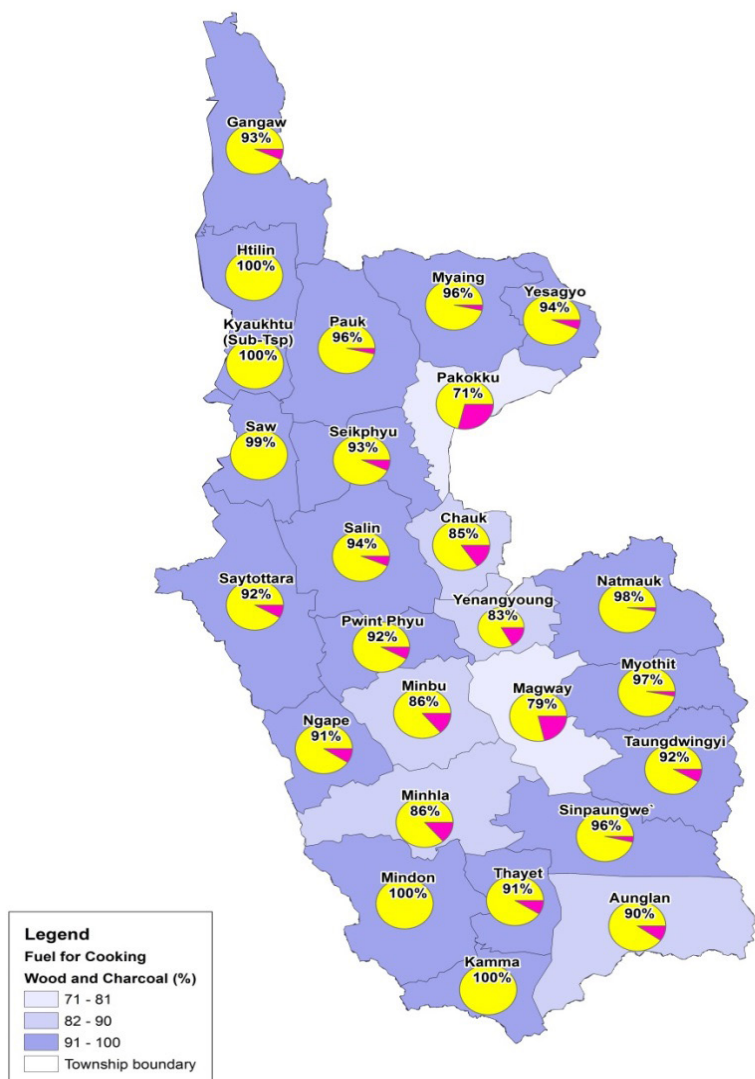 Gangaw
93%
Htilin
100%
Kyaukhtu
(Sub-Tsp)
100%
Pauk
96%
Myaing
96%
Yesagyo
94%
Pakokku
71%
Saw
99%
Seikphyu
93%
Salin
94%
Chauk
85%
Saytottara
92%
Pwint Phyu
92%
Yenangyoung
83%
Natmauk
98%
Minbu
86%
Magway
79%
Myothit
97%
Ngape
91%
Taungdwingyi
92%
Minhla
86%
Sinpaungwe`
96%
Mindon
100%
Thayet
91%
Aunglan
90%
Kamma
100%
Legend
Fuel for Cooking
Wood and Charcoal (%)
71 - 81
82 - 90
91 - 100
Township boundary